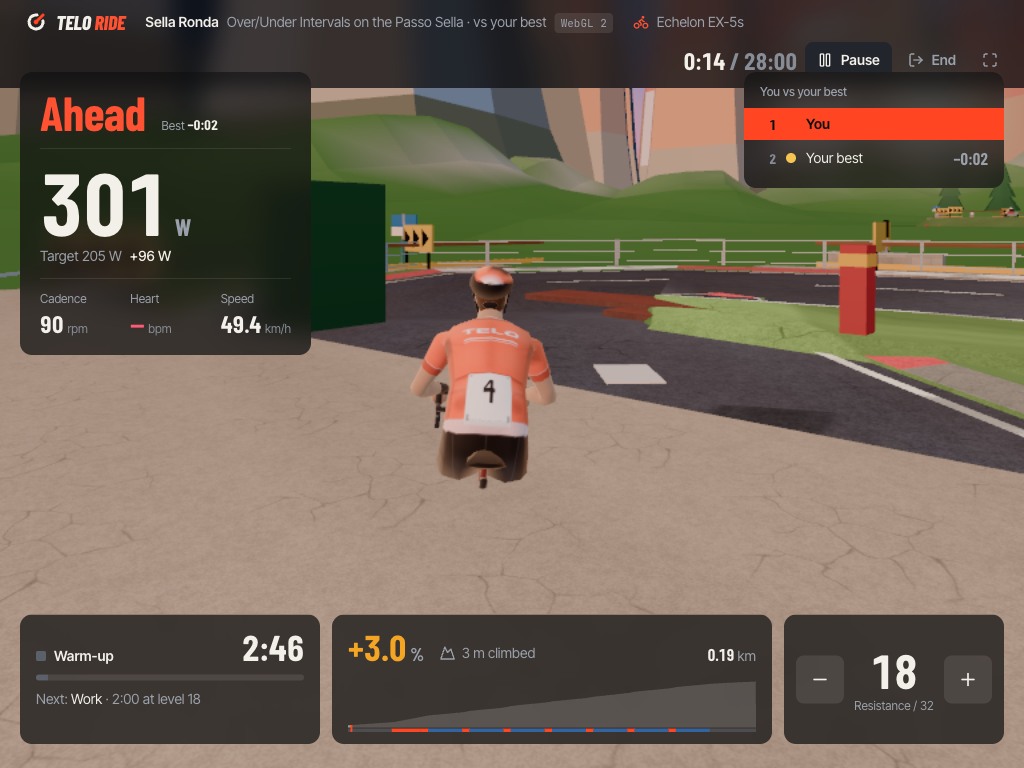 TELO RIDE Sella Ronda Over/Under Intervals on the Passo Sella · vs your best WebGL 2 Echelon EX-5s
0:14 / 28:00 Pause End
Ahead Best −0:02
301 W
Target 205 W +96 W
Cadence Heart Speed
90 rpm — bpm 49.4 km/h
You vs your best
1 You
2 Your best −0:02
TELO
4
Warm-up 2:46
Next: Work · 2:00 at level 18
+3.0 % 3 m climbed 0.19 km
− 18 +
Resistance / 32